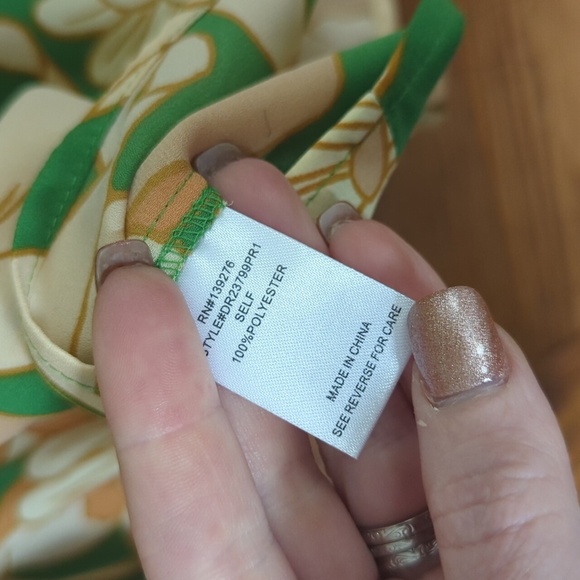 RN#139276
STYLE#DR23799PR1
SELF
100%POLYESTER
MADE IN CHINA
SEE REVERSE FOR CARE